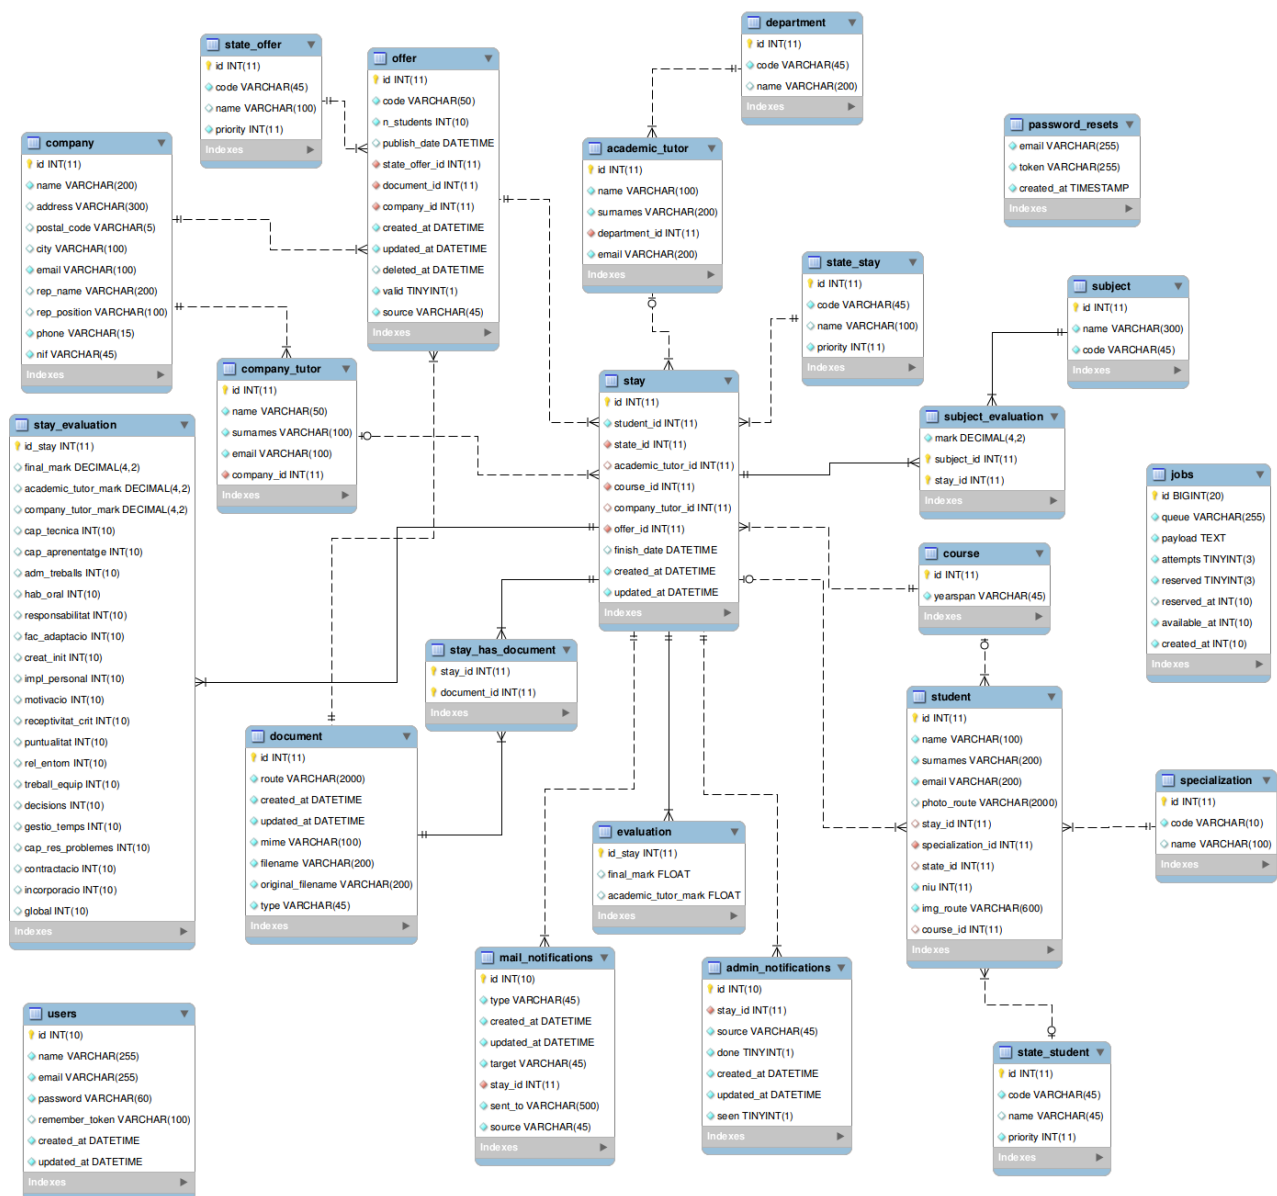 department
id INT(11)
code VARCHAR(45)
name VARCHAR(200)
Indexes
state_offer
id INT(11)
code VARCHAR(45)
name VARCHAR(100)
priority INT(11)
Indexes
offer
id INT(11)
code VARCHAR(50)
n_students INT(10)
publish_date DATETIME
state_offer_id INT(11)
document_id INT(11)
company_id INT(11)
created_at DATETIME
updated_at DATETIME
deleted_at DATETIME
valid TINYINT(1)
source VARCHAR(45)
Indexes
company
id INT(11)
name VARCHAR(200)
address VARCHAR(300)
postal_code VARCHAR(5)
city VARCHAR(100)
email VARCHAR(100)
rep_name VARCHAR(200)
rep_position VARCHAR(100)
phone VARCHAR(15)
nif VARCHAR(45)
Indexes
academic_tutor
id INT(11)
name VARCHAR(100)
surnames VARCHAR(200)
department_id INT(11)
email VARCHAR(200)
Indexes
password_resets
email VARCHAR(255)
token VARCHAR(255)
created_at TIMESTAMP
Indexes
state_stay
id INT(11)
code VARCHAR(45)
name VARCHAR(100)
priority INT(11)
Indexes
subject
id INT(11)
name VARCHAR(300)
code VARCHAR(45)
Indexes
company_tutor
id INT(11)
name VARCHAR(50)
surnames VARCHAR(100)
email VARCHAR(100)
company_id INT(11)
Indexes
stay
id INT(11)
student_id INT(11)
state_id INT(11)
academic_tutor_id INT(11)
course_id INT(11)
company_tutor_id INT(11)
offer_id INT(11)
finish_date DATETIME
created_at DATETIME
updated_at DATETIME
Indexes
subject_evaluation
mark DECIMAL(4,2)
subject_id INT(11)
stay_id INT(11)
Indexes
stay_evaluation
id_stay INT(11)
final_mark DECIMAL(4,2)
academic_tutor_mark DECIMAL(4,2)
company_tutor_mark DECIMAL(4,2)
cap_tecnica INT(10)
cap_aprenentatge INT(10)
adm_treballs INT(10)
hab_oral INT(10)
responsabilitat INT(10)
fac_adaptacio INT(10)
creat_init INT(10)
impl_personal INT(10)
motivacio INT(10)
receptivitat_crit INT(10)
puntualitat INT(10)
rel_entorn INT(10)
treball_equip INT(10)
decisions INT(10)
gestio_temps INT(10)
cap_res_problemes INT(10)
contractacio INT(10)
incorporacio INT(10)
global INT(10)
Indexes
jobs
id BIGINT(20)
queue VARCHAR(255)
payload TEXT
attempts TINYINT(3)
reserved TINYINT(3)
reserved_at INT(10)
available_at INT(10)
created_at INT(10)
Indexes
course
id INT(11)
yearspan VARCHAR(45)
Indexes
stay_has_document
stay_id INT(11)
document_id INT(11)
Indexes
student
id INT(11)
name VARCHAR(100)
surnames VARCHAR(200)
email VARCHAR(200)
photo_route VARCHAR(2000)
stay_id INT(11)
specialization_id INT(11)
state_id INT(11)
niu INT(11)
img_route VARCHAR(600)
course_id INT(11)
Indexes
document
id INT(11)
route VARCHAR(2000)
created_at DATETIME
updated_at DATETIME
mime VARCHAR(100)
filename VARCHAR(200)
original_filename VARCHAR(200)
type VARCHAR(45)
Indexes
specialization
id INT(11)
code VARCHAR(10)
name VARCHAR(100)
Indexes
evaluation
id_stay INT(11)
final_mark FLOAT
academic_tutor_mark FLOAT
Indexes
mail_notifications
id INT(10)
type VARCHAR(45)
created_at DATETIME
updated_at DATETIME
target VARCHAR(45)
stay_id INT(11)
sent_to VARCHAR(500)
source VARCHAR(45)
Indexes
admin_notifications
id INT(10)
stay_id INT(11)
source VARCHAR(45)
done TINYINT(1)
created_at DATETIME
updated_at DATETIME
seen TINYINT(1)
Indexes
users
id INT(10)
name VARCHAR(255)
email VARCHAR(255)
password VARCHAR(60)
remember_token VARCHAR(100)
created_at DATETIME
updated_at DATETIME
Indexes
state_student
id INT(11)
code VARCHAR(45)
name VARCHAR(45)
priority INT(11)
Indexes